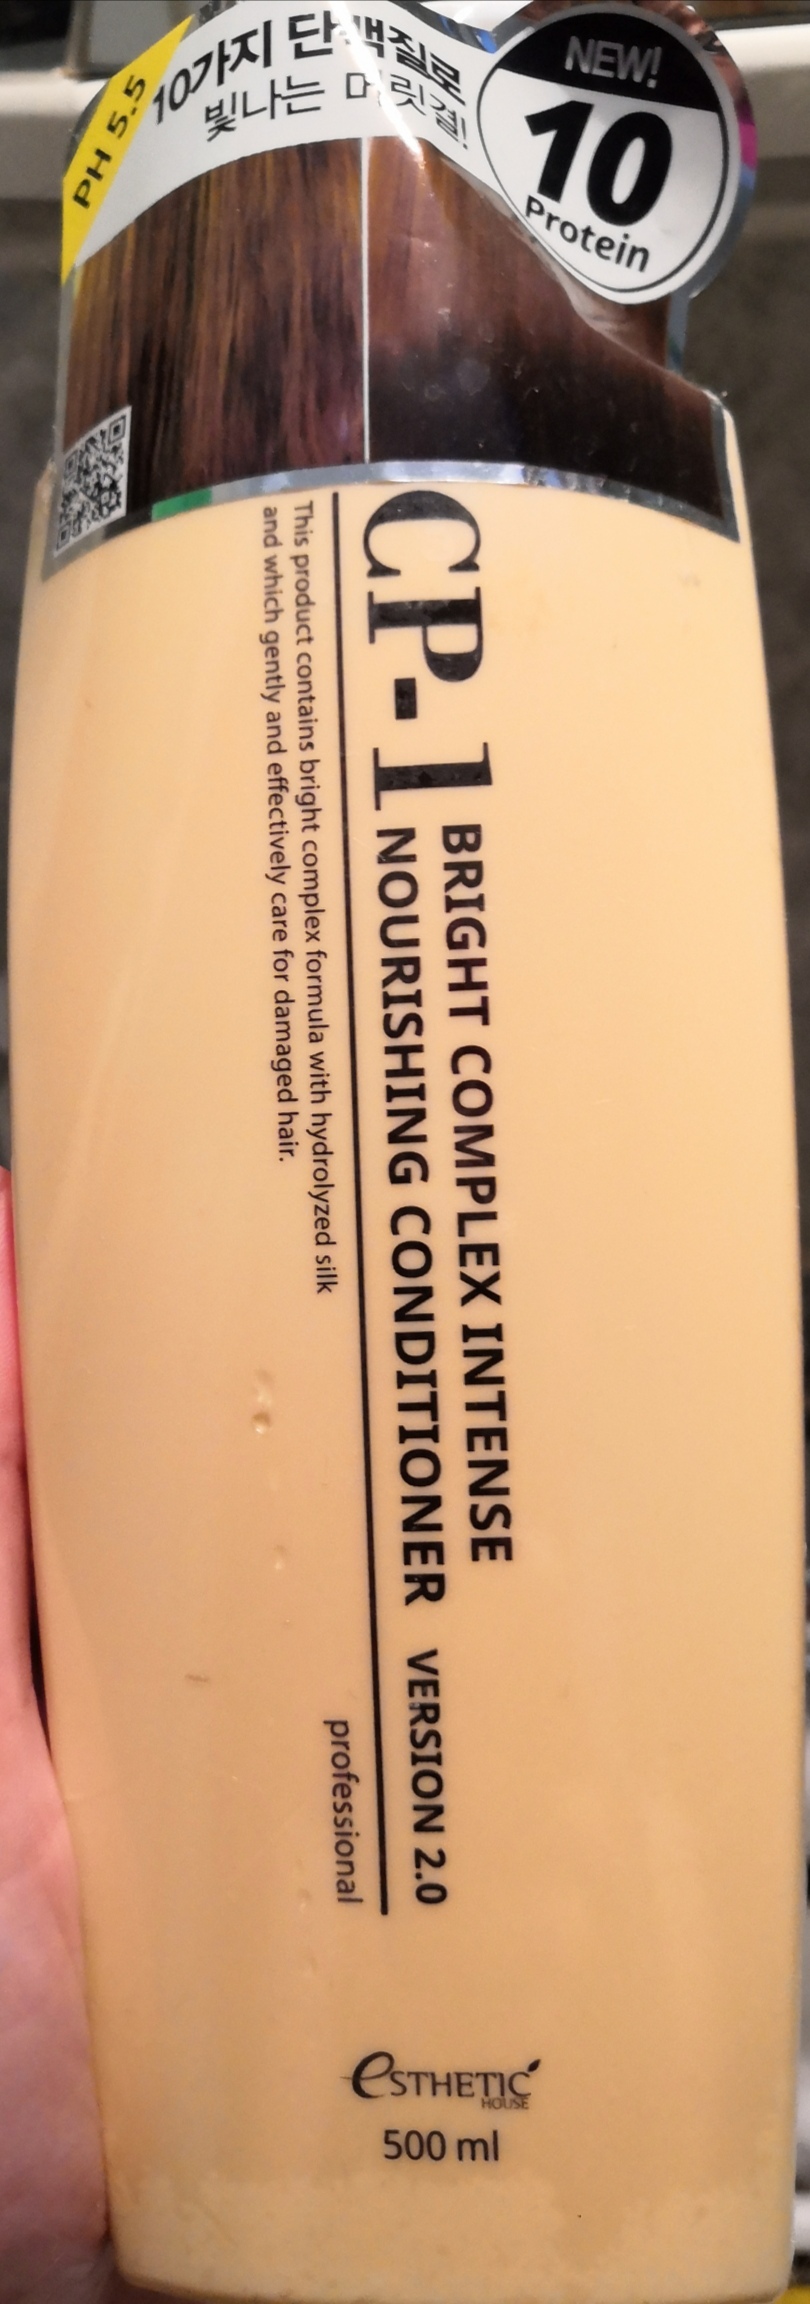 PH 5.5
10가지 단백질로
빛나는 머릿결!
NEW!
10
Protein
CP-1
BRIGHT COMPLEX INTENSE
NOURISHING CONDITIONER VERSION 2.0
This product contains bright complex formula with hydrolyzed silk
and which gently and effectively care for damaged hair.
professional
eSTHETIC
HOUSE
500 ml